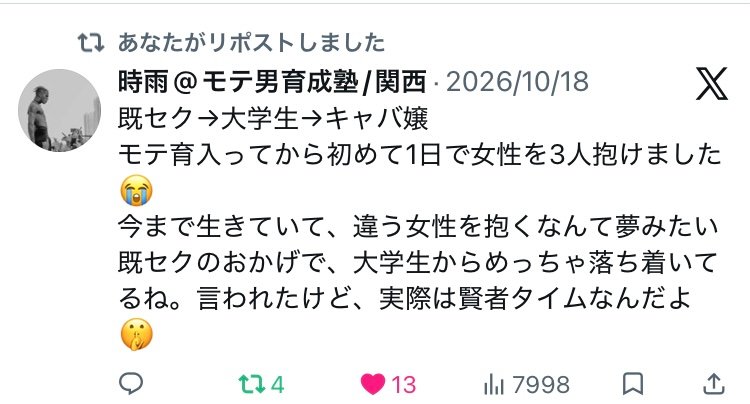 あなたがリポストしました
時雨@モテ男育成塾/関西 · 2026/10/18
既セク→大学生→キャバ嬢
モテ育入ってから初めて1日で女性を3人抱けました
😭
今まで生きていて、違う女性を抱くなんて夢みたい
既セクのおかげで、大学生からめっちゃ落ち着いて
るね。言われたけど、実際は賢者タイムなんだよ
🤫
4 13 7998